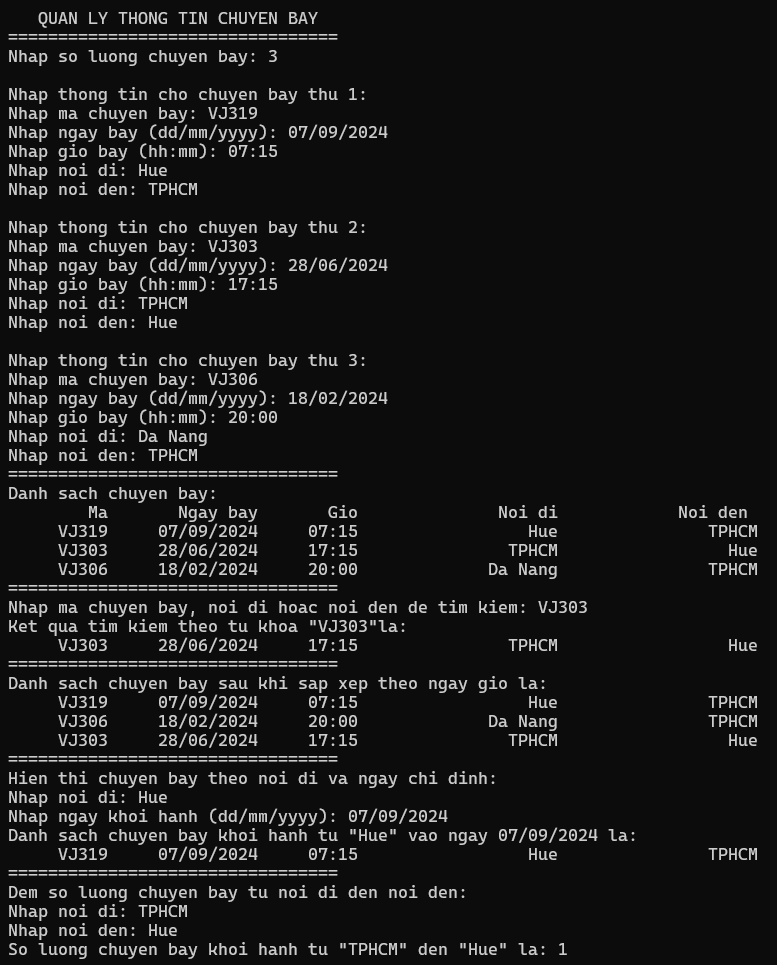 QUAN LY THONG TIN CHUYEN BAY
=================================
Nhap so luong chuyen bay: 3
Nhap thong tin cho chuyen bay thu 1:
Nhap ma chuyen bay: VJ319
Nhap ngay bay (dd/mm/yyyy): 07/09/2024
Nhap gio bay (hh:mm): 07:15
Nhap noi di: Hue
Nhap noi den: TPHCM
Nhap thong tin cho chuyen bay thu 2:
Nhap ma chuyen bay: VJ303
Nhap ngay bay (dd/mm/yyyy): 28/06/2024
Nhap gio bay (hh:mm): 17:15
Nhap noi di: TPHCM
Nhap noi den: Hue
Nhap thong tin cho chuyen bay thu 3:
Nhap ma chuyen bay: VJ306
Nhap ngay bay (dd/mm/yyyy): 18/02/2024
Nhap gio bay (hh:mm): 20:00
Nhap noi di: Da Nang
Nhap noi den: TPHCM
=================================
Danh sach chuyen bay:
Ma Ngay bay Gio Noi di Noi den
VJ319 07/09/2024 07:15 Hue TPHCM
VJ303 28/06/2024 17:15 TPHCM Hue
VJ306 18/02/2024 20:00 Da Nang TPHCM
=================================
Nhap ma chuyen bay, noi di hoac noi den de tim kiem: VJ303
Ket qua tim kiem theo tu khoa "VJ303"la:
VJ303 28/06/2024 17:15 TPHCM Hue
=================================
Danh sach chuyen bay sau khi sap xep theo ngay gio la:
VJ319 07/09/2024 07:15 Hue TPHCM
VJ306 18/02/2024 20:00 Da Nang TPHCM
VJ303 28/06/2024 17:15 TPHCM Hue
=================================
Hien thi chuyen bay theo noi di va ngay chi dinh:
Nhap noi di: Hue
Nhap ngay khoi hanh (dd/mm/yyyy): 07/09/2024
Danh sach chuyen bay khoi hanh tu "Hue" vao ngay 07/09/2024 la:
VJ319 07/09/2024 07:15 Hue TPHCM
=================================
Dem so luong chuyen bay tu noi di den noi den:
Nhap noi di: TPHCM
Nhap noi den: Hue
So luong chuyen bay khoi hanh tu "TPHCM" den "Hue" la: 1